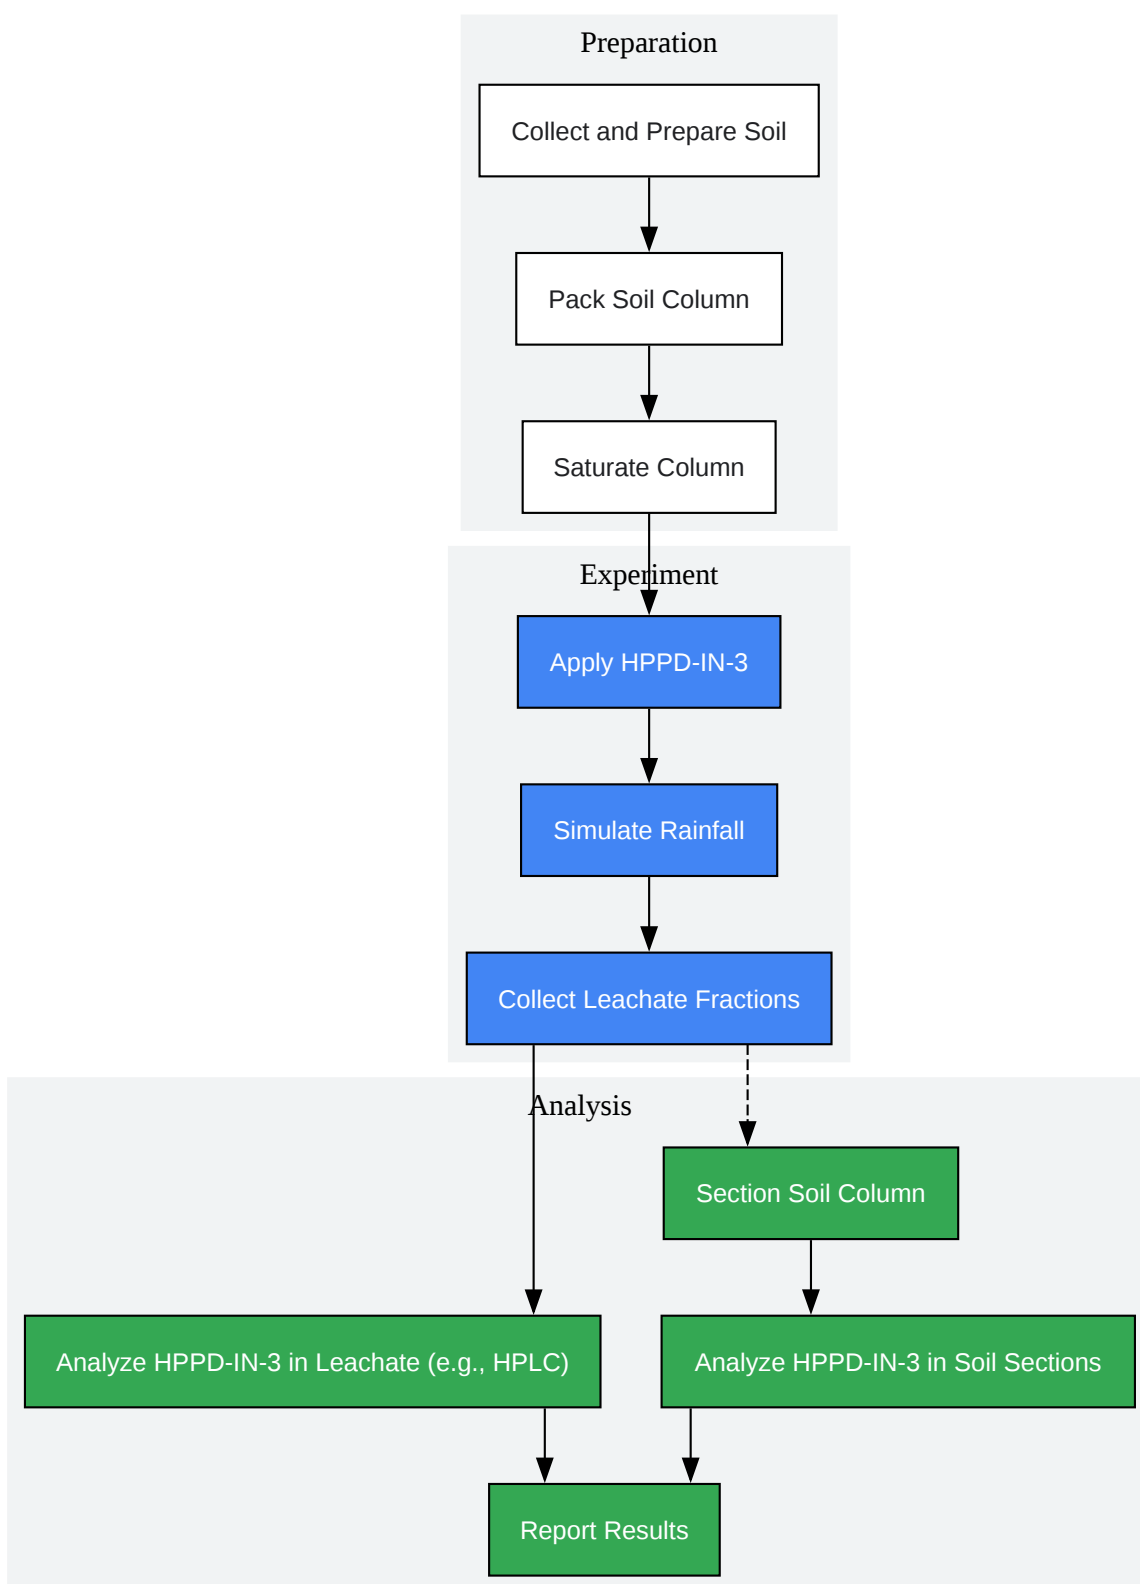 Preparation
Collect and Prepare Soil
Pack Soil Column
Saturate Column
Experiment
Apply HPPD-IN-3
Simulate Rainfall
Collect Leachate Fractions
Analysis
Section Soil Column
Analyze HPPD-IN-3 in Leachate (e.g., HPLC)
Analyze HPPD-IN-3 in Soil Sections
Report Results